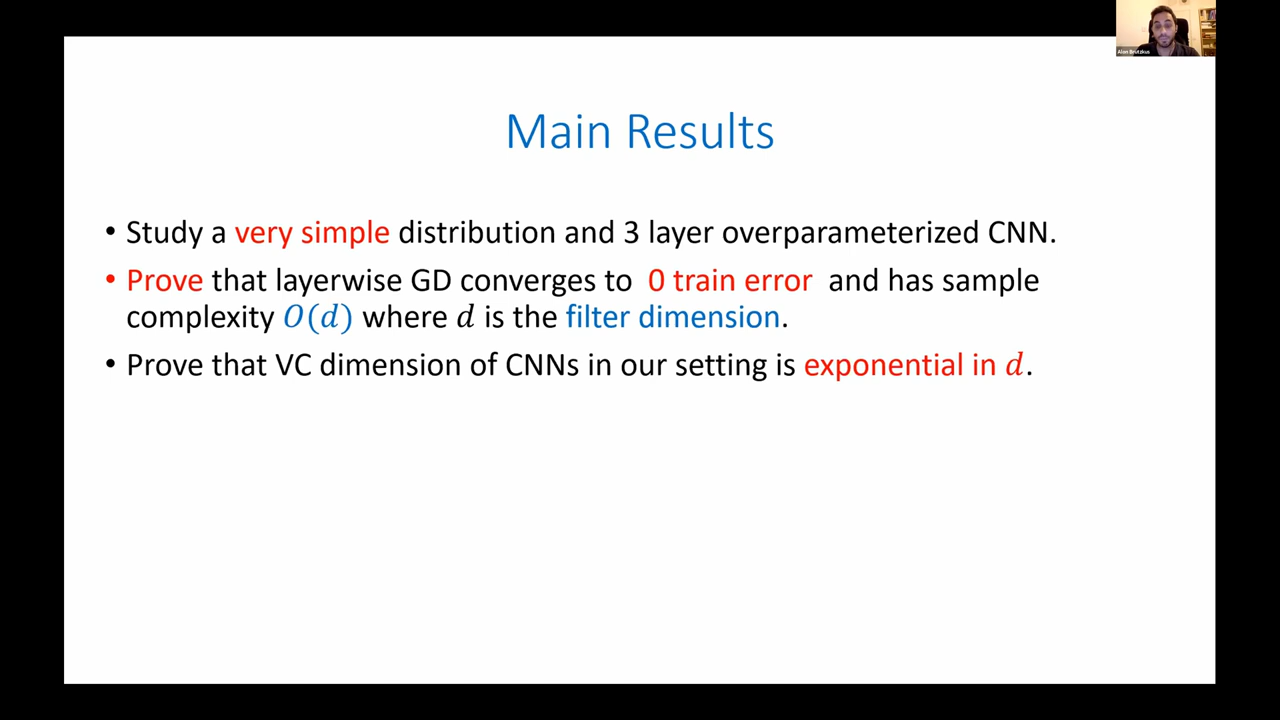 Alon Brutzkus
Main Results
• Study a very simple distribution and 3 layer overparameterized CNN.
• Prove that layerwise GD converges to 0 train error and has sample
complexity O(d) where d is the filter dimension.
• Prove that VC dimension of CNNs in our setting is exponential in d.